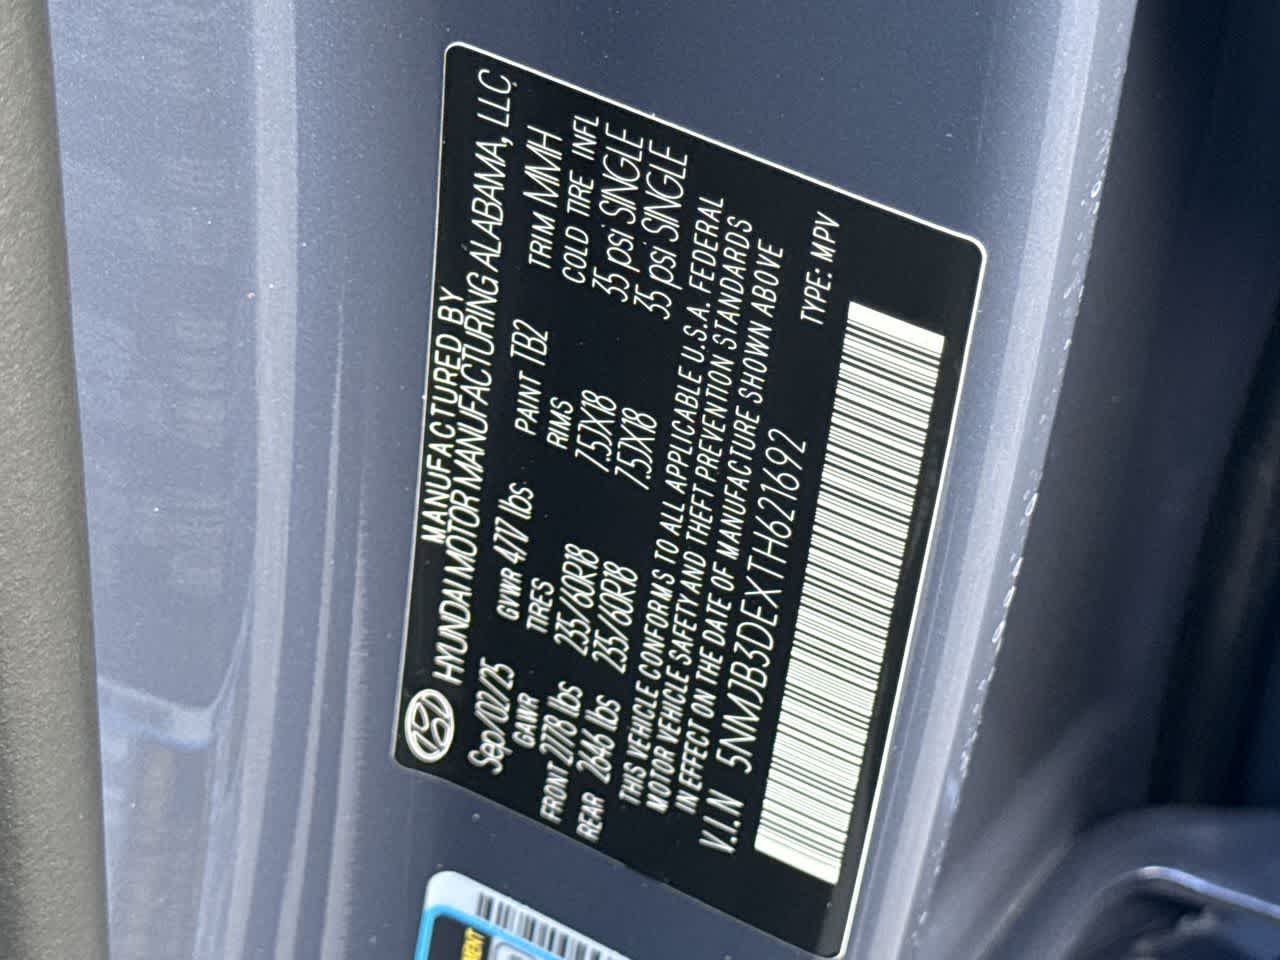 MANUFACTURED BY
HYUNDAI MOTOR MANUFACTURING ALABAMA, LLC
Sep/02/25 GVWR 4717 lbs PAINT TB2 TRIM MMH
GAWR TIRES RIMS COLD TIRE INFL
FRONT 2778 lbs 235/60R18 7.5JX18 35 psi SINGLE
REAR 2646 lbs 235/60R18 7.5JX18 35 psi SINGLE
THIS VEHICLE CONFORMS TO ALL APPLICABLE U.S.A. FEDERAL
MOTOR VEHICLE SAFETY AND THEFT PREVENTION STANDARDS
IN EFFECT ON THE DATE OF MANUFACTURE SHOWN ABOVE
V.I.N 5NMJB3DEXTH621692 TYPE: MPV